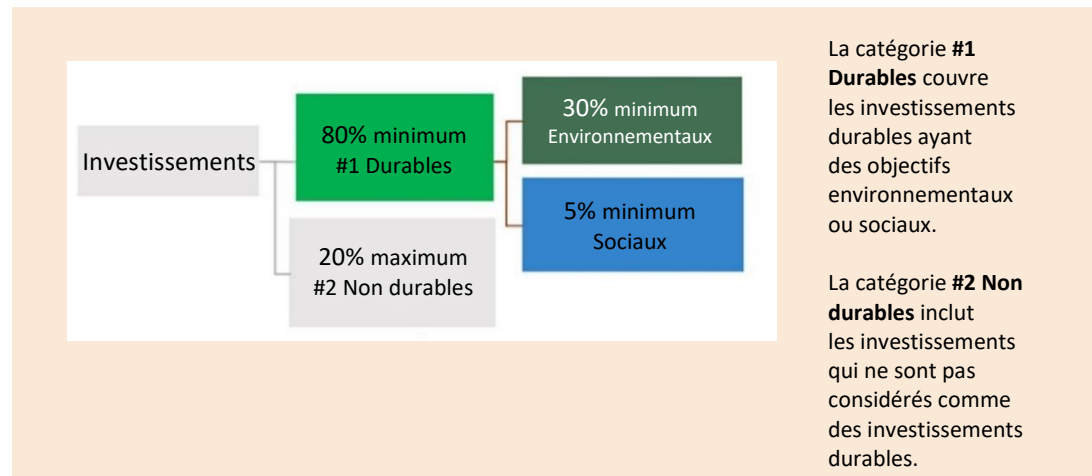 Investissements
80% minimum
#1 Durables
20% maximum
#2 Non durables
30% minimum
Environnementaux
5% minimum
Sociaux
La catégorie #1
Durables couvre
les investissements
durables ayant
des objectifs
environnementaux
ou sociaux.
La catégorie #2 Non
durables inclut
les investissements
qui ne sont pas
considérés comme
des investissements
durables.